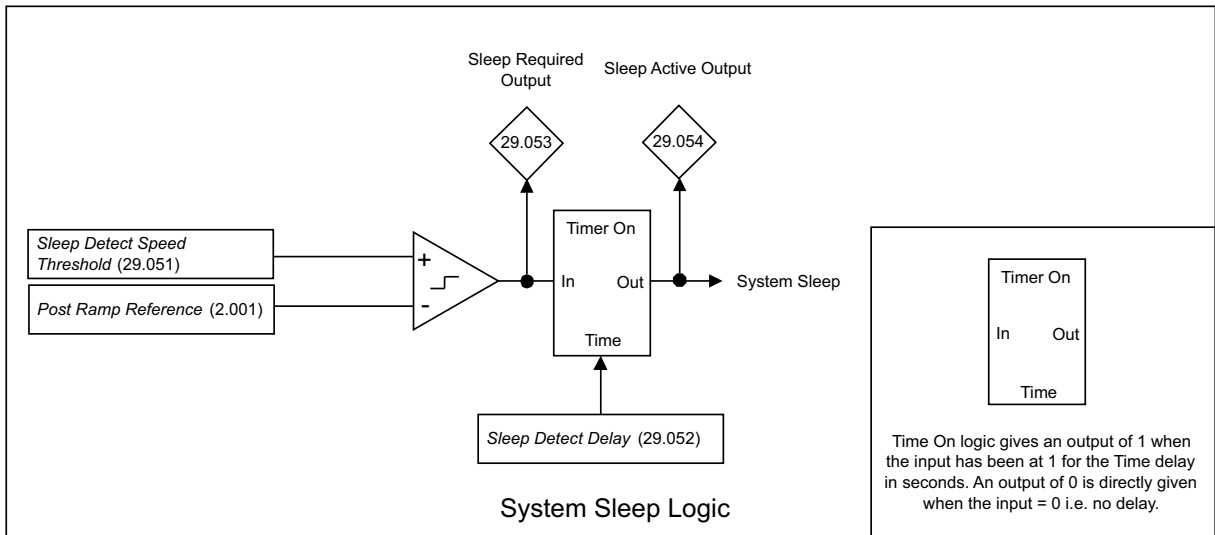 Sleep Required
Output
Sleep Active Output
29.053
29.054
Sleep Detect Speed
Threshold (29.051)
Post Ramp Reference (2.001)
+
-
Timer On
In
Out
Time
System Sleep
Sleep Detect Delay (29.052)
System Sleep Logic
Timer On
In
Out
Time
Time On logic gives an output of 1 when
the input has been at 1 for the Time delay
in seconds. An output of 0 is directly given
when the input = 0 i.e. no delay.